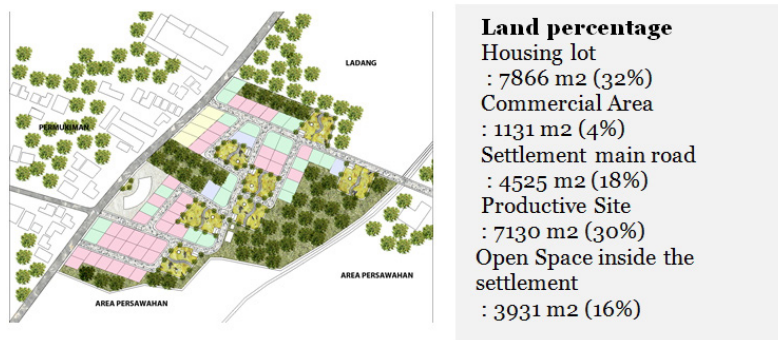 LADANG
PERMUKIMAN
AREA PERSAWAHAN
AREA PERSAWAHAN
Land percentage
Housing lot
: 7866 m2 (32%)
Commercial Area
: 1131 m2 (4%)
Settlement main road
: 4525 m2 (18%)
Productive Site
: 7130 m2 (30%)
Open Space inside the
settlement
: 3931 m2 (16%)